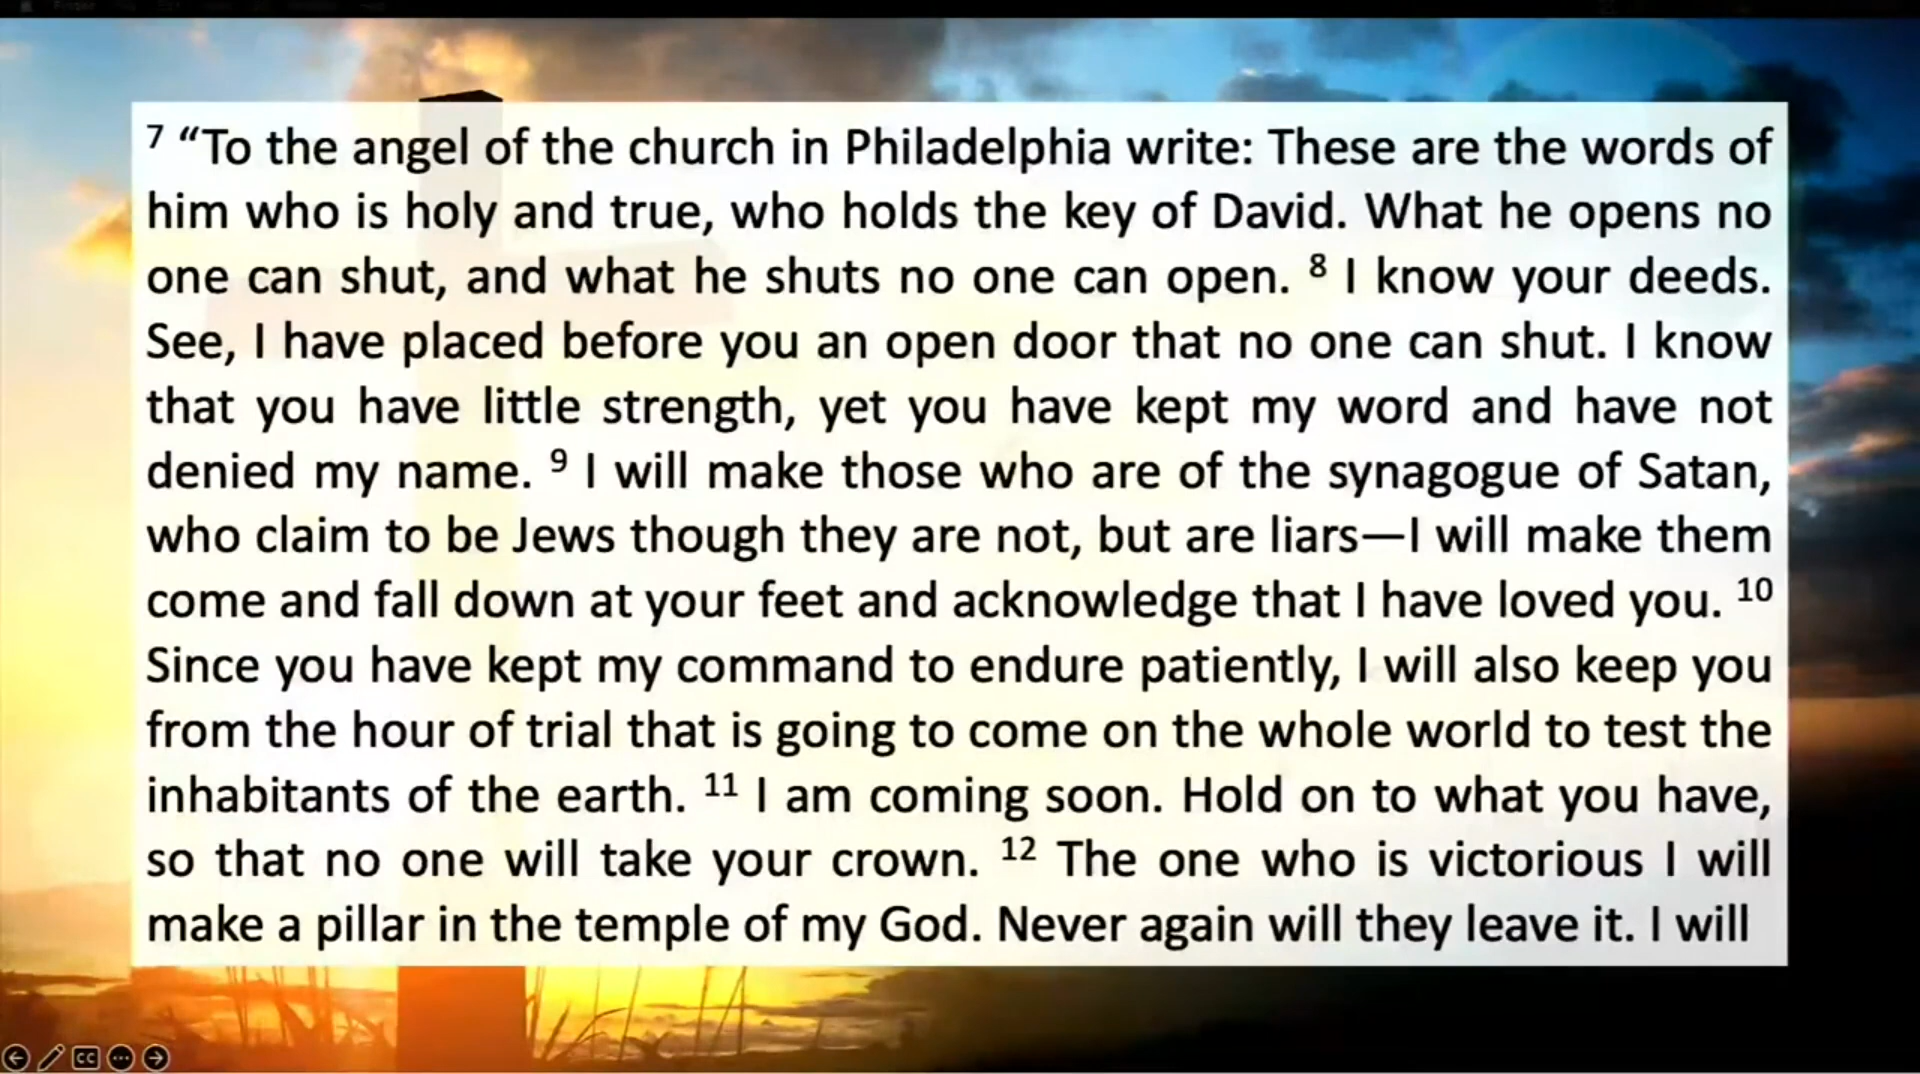 7 “To the angel of the church in Philadelphia write: These are the words of
him who is holy and true, who holds the key of David. What he opens no
one can shut, and what he shuts no one can open. 8 I know your deeds.
See, I have placed before you an open door that no one can shut. I know
that you have little strength, yet you have kept my word and have not
denied my name. 9 I will make those who are of the synagogue of Satan,
who claim to be Jews though they are not, but are liars—I will make them
come and fall down at your feet and acknowledge that I have loved you. 10
Since you have kept my command to endure patiently, I will also keep you
from the hour of trial that is going to come on the whole world to test the
inhabitants of the earth. 11 I am coming soon. Hold on to what you have,
so that no one will take your crown. 12 The one who is victorious I will
make a pillar in the temple of my God. Never again will they leave it. I will
CC